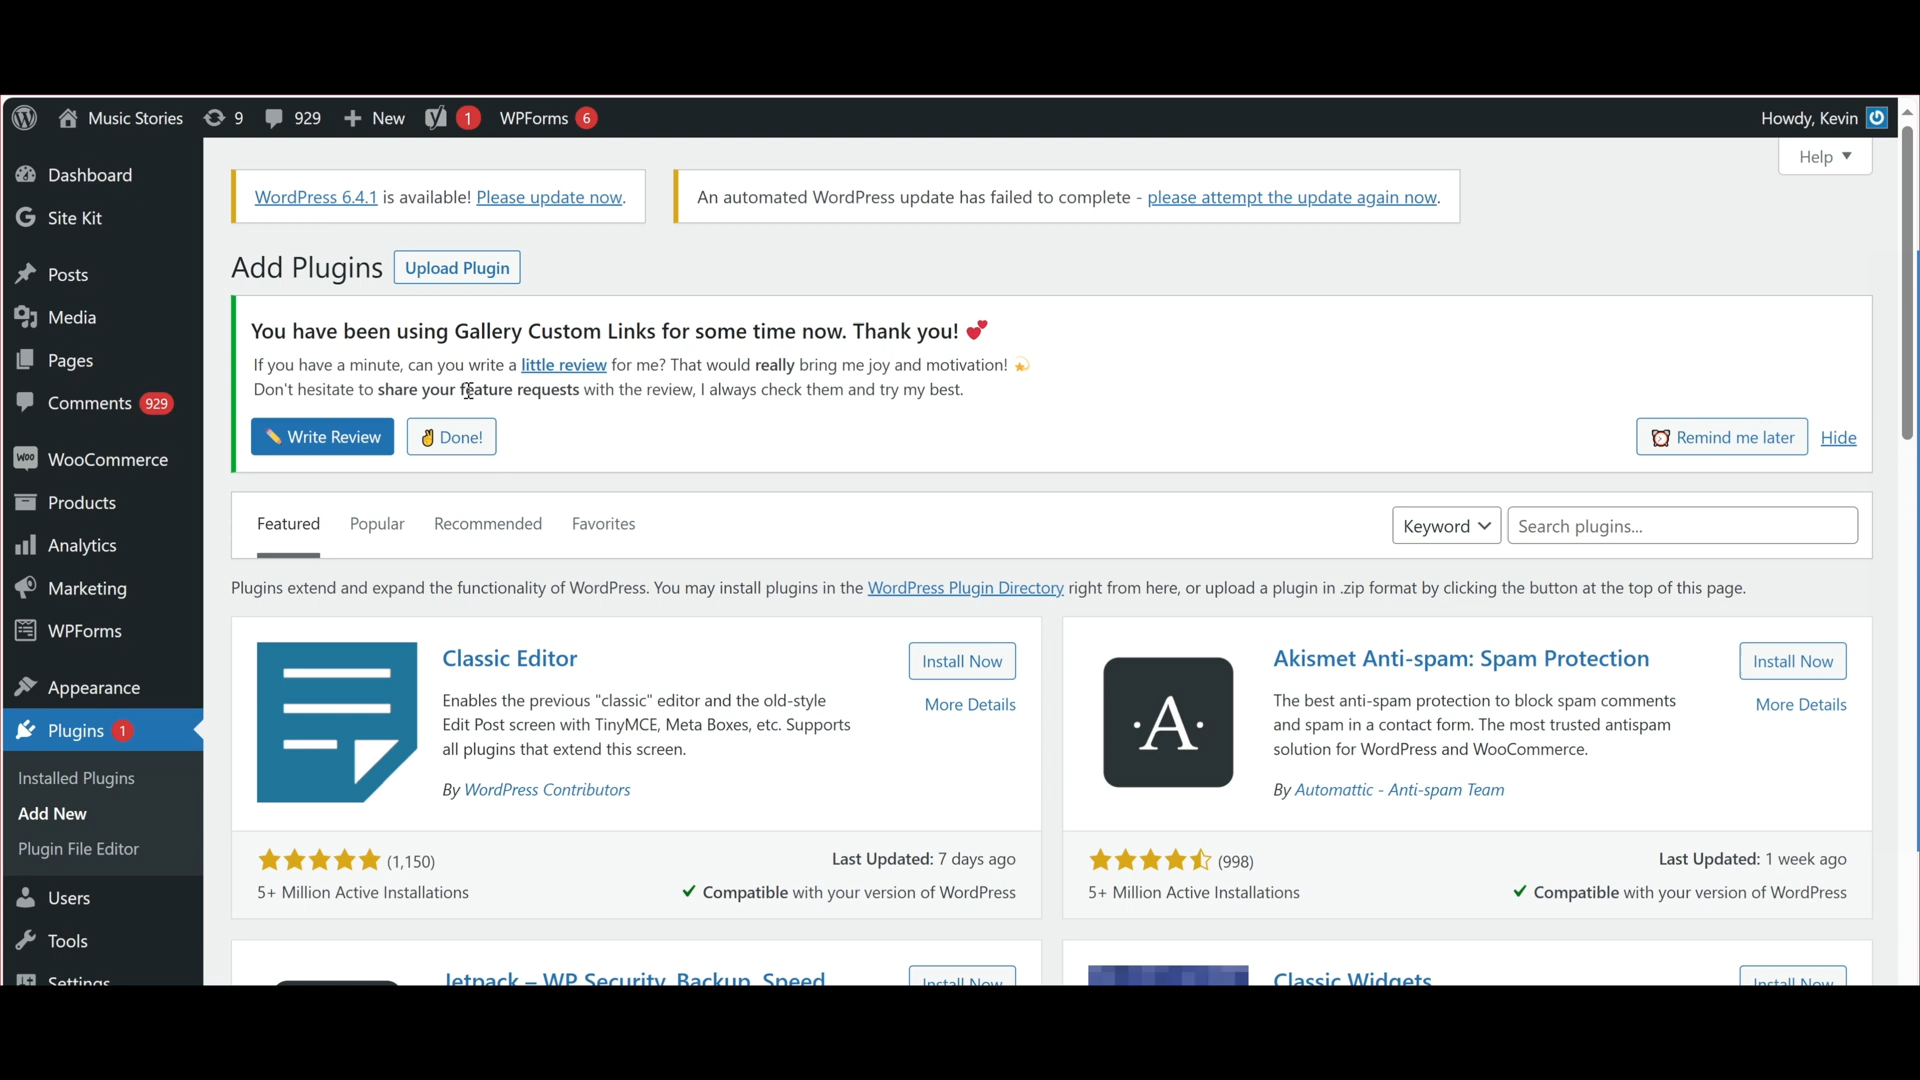 Music Stories 9 929 New 1 WPForms 6 Howdy, Kevin
Help
Dashboard
Site Kit
Posts
Media
Pages
Comments 929
WooCommerce
Products
Analytics
Marketing
WPForms
Appearance
Plugins 1
Installed Plugins
Add New
Plugin File Editor
Users
Tools
Settings
WordPress 6.4.1 is available! Please update now.
An automated WordPress update has failed to complete - please attempt the update again now.
Add Plugins Upload Plugin
You have been using Gallery Custom Links for some time now. Thank you! 💕
If you have a minute, can you write a little review for me? That would really bring me joy and motivation! 💫
Don't hesitate to share your feature requests with the review, I always check them and try my best.
✏️ Write Review ✌️ Done! ⏰ Remind me later Hide
Featured Popular Recommended Favorites Keyword Search plugins...
Plugins extend and expand the functionality of WordPress. You may install plugins in the WordPress Plugin Directory right from here, or upload a plugin in .zip format by clicking the button at the top of this page.
Classic Editor
Install Now
More Details
Enables the previous "classic" editor and the old-style
Edit Post screen with TinyMCE, Meta Boxes, etc. Supports
all plugins that extend this screen.
By WordPress Contributors
(1,150)
Last Updated: 7 days ago
5+ Million Active Installations
Compatible with your version of WordPress
·A·
Akismet Anti-spam: Spam Protection
Install Now
More Details
The best anti-spam protection to block spam comments
and spam in a contact form. The most trusted antispam
solution for WordPress and WooCommerce.
By Automattic - Anti-spam Team
(998)
Last Updated: 1 week ago
5+ Million Active Installations
Compatible with your version of WordPress
Jetpack – WP Security, Backup, Speed
Install Now
Classic Widgets
Install Now